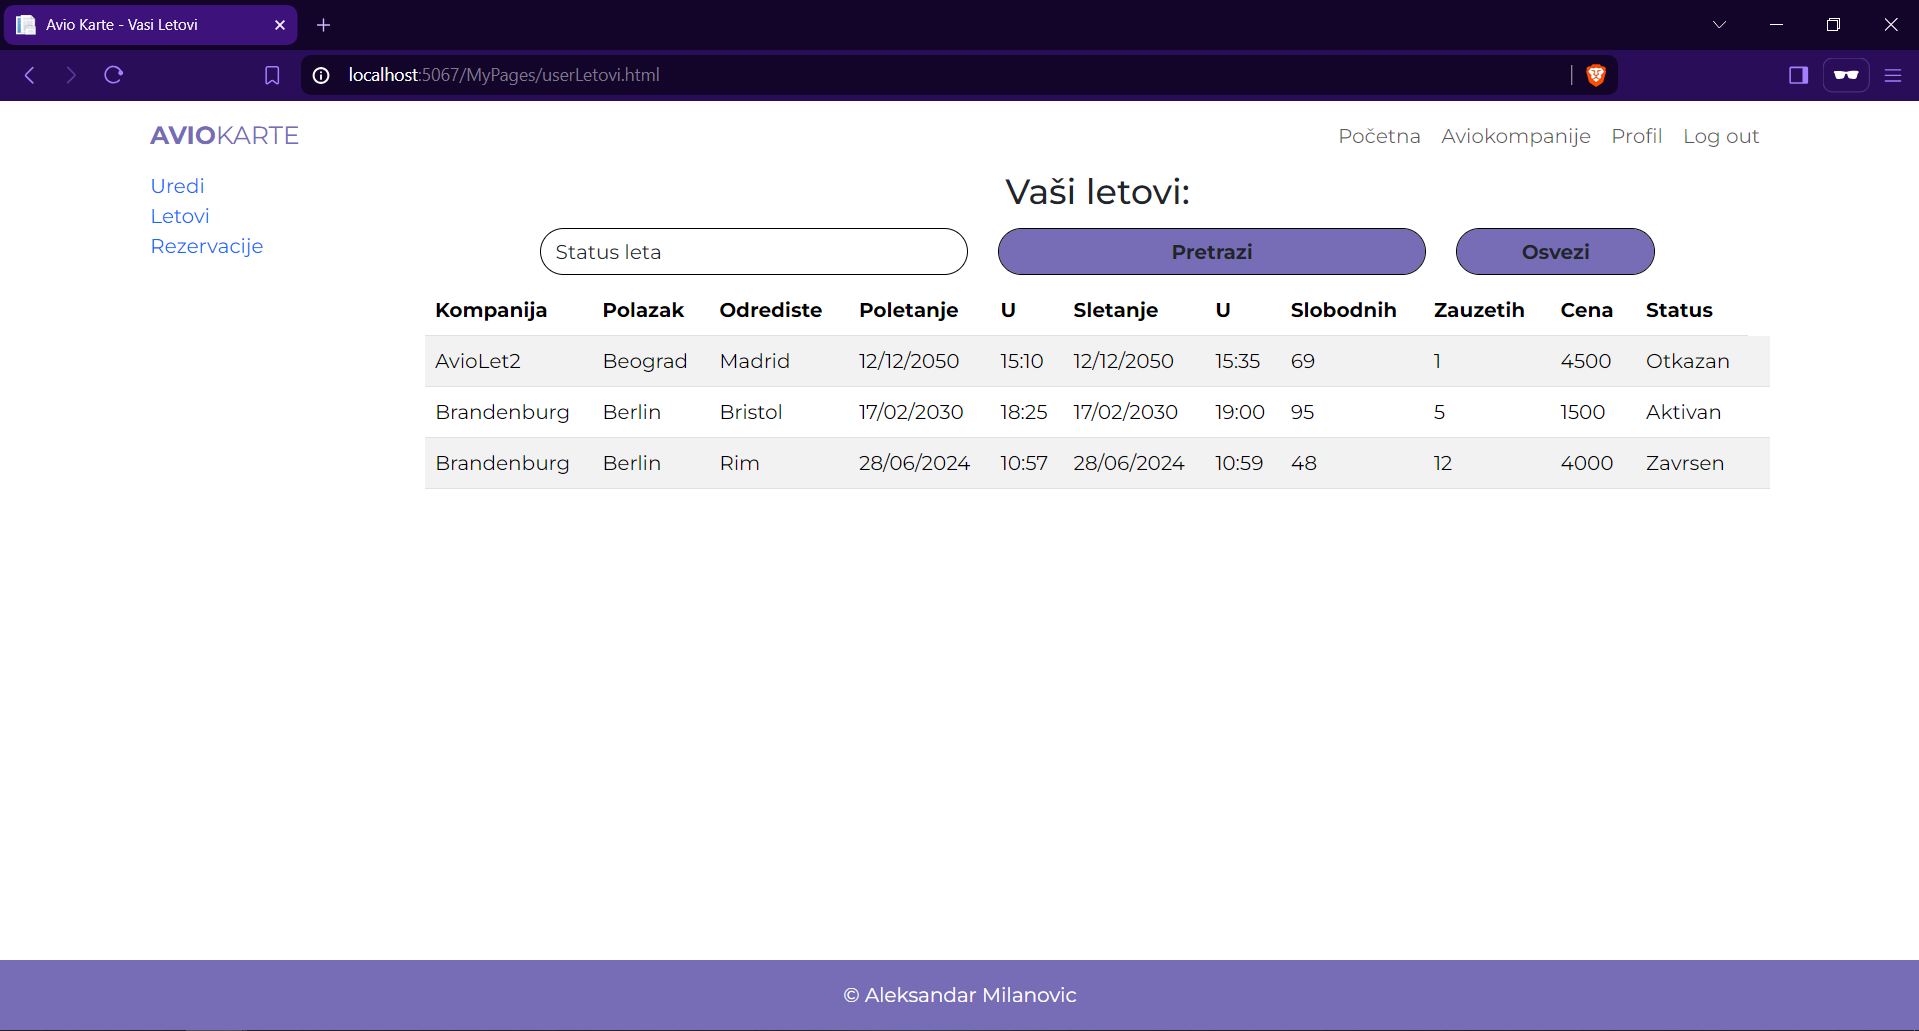 Avio Karte - Vasi Letovi
localhost:5067/MyPages/userLetovi.html
AVIOKARTE Početna Aviokompanije Profil Log out
Uredi
Letovi
Rezervacije
Vaši letovi:
Status leta Pretrazi Osvezi
Kompanija Polazak Odrediste Poletanje U Sletanje U Slobodnih Zauzetih Cena Status
AvioLet2 Beograd Madrid 12/12/2050 15:10 12/12/2050 15:35 69 1 4500 Otkazan
Brandenburg Berlin Bristol 17/02/2030 18:25 17/02/2030 19:00 95 5 1500 Aktivan
Brandenburg Berlin Rim 28/06/2024 10:57 28/06/2024 10:59 48 12 4000 Zavrsen
© Aleksandar Milanovic